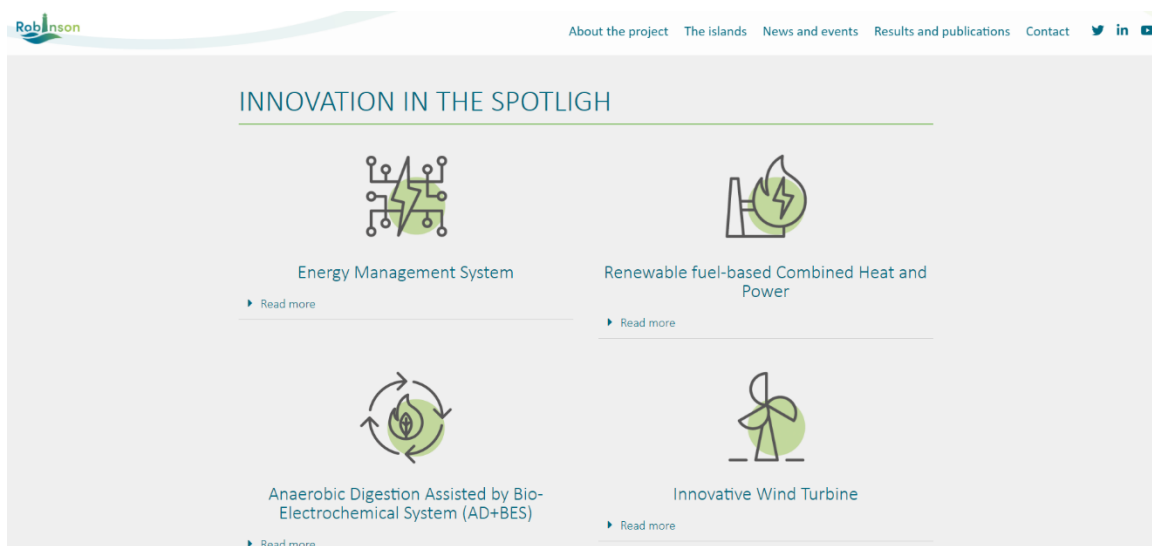 Robinson
About the project The islands News and events Results and publications Contact
INNOVATION IN THE SPOTLIGH
Energy Management System
Read more
Renewable fuel-based Combined Heat and
Power
Read more
Anaerobic Digestion Assisted by Bio-
Electrochemical System (AD+BES)
Read more
Innovative Wind Turbine
Read more